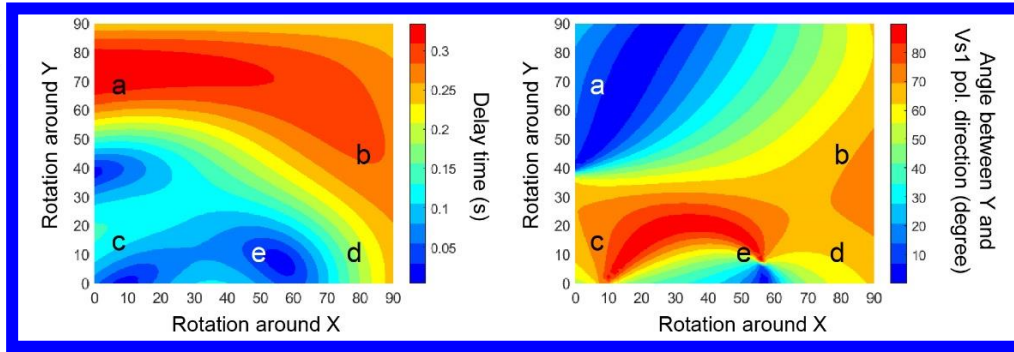 90
80
70
60
50
40
30
20
10
0
Rotation around Y
0 10 20 30 40 50 60 70 80 90
Rotation around X
a
b
c
d
e
0.3
0.25
0.2
0.15
0.1
0.05
Delay time (s)
90
80
70
60
50
40
30
20
10
0
Rotation around Y
0 10 20 30 40 50 60 70 80 90
Rotation around X
a
b
c
d
e
80
70
60
50
40
30
20
10
Angle between Y and
Vs1 pol. direction (degree)